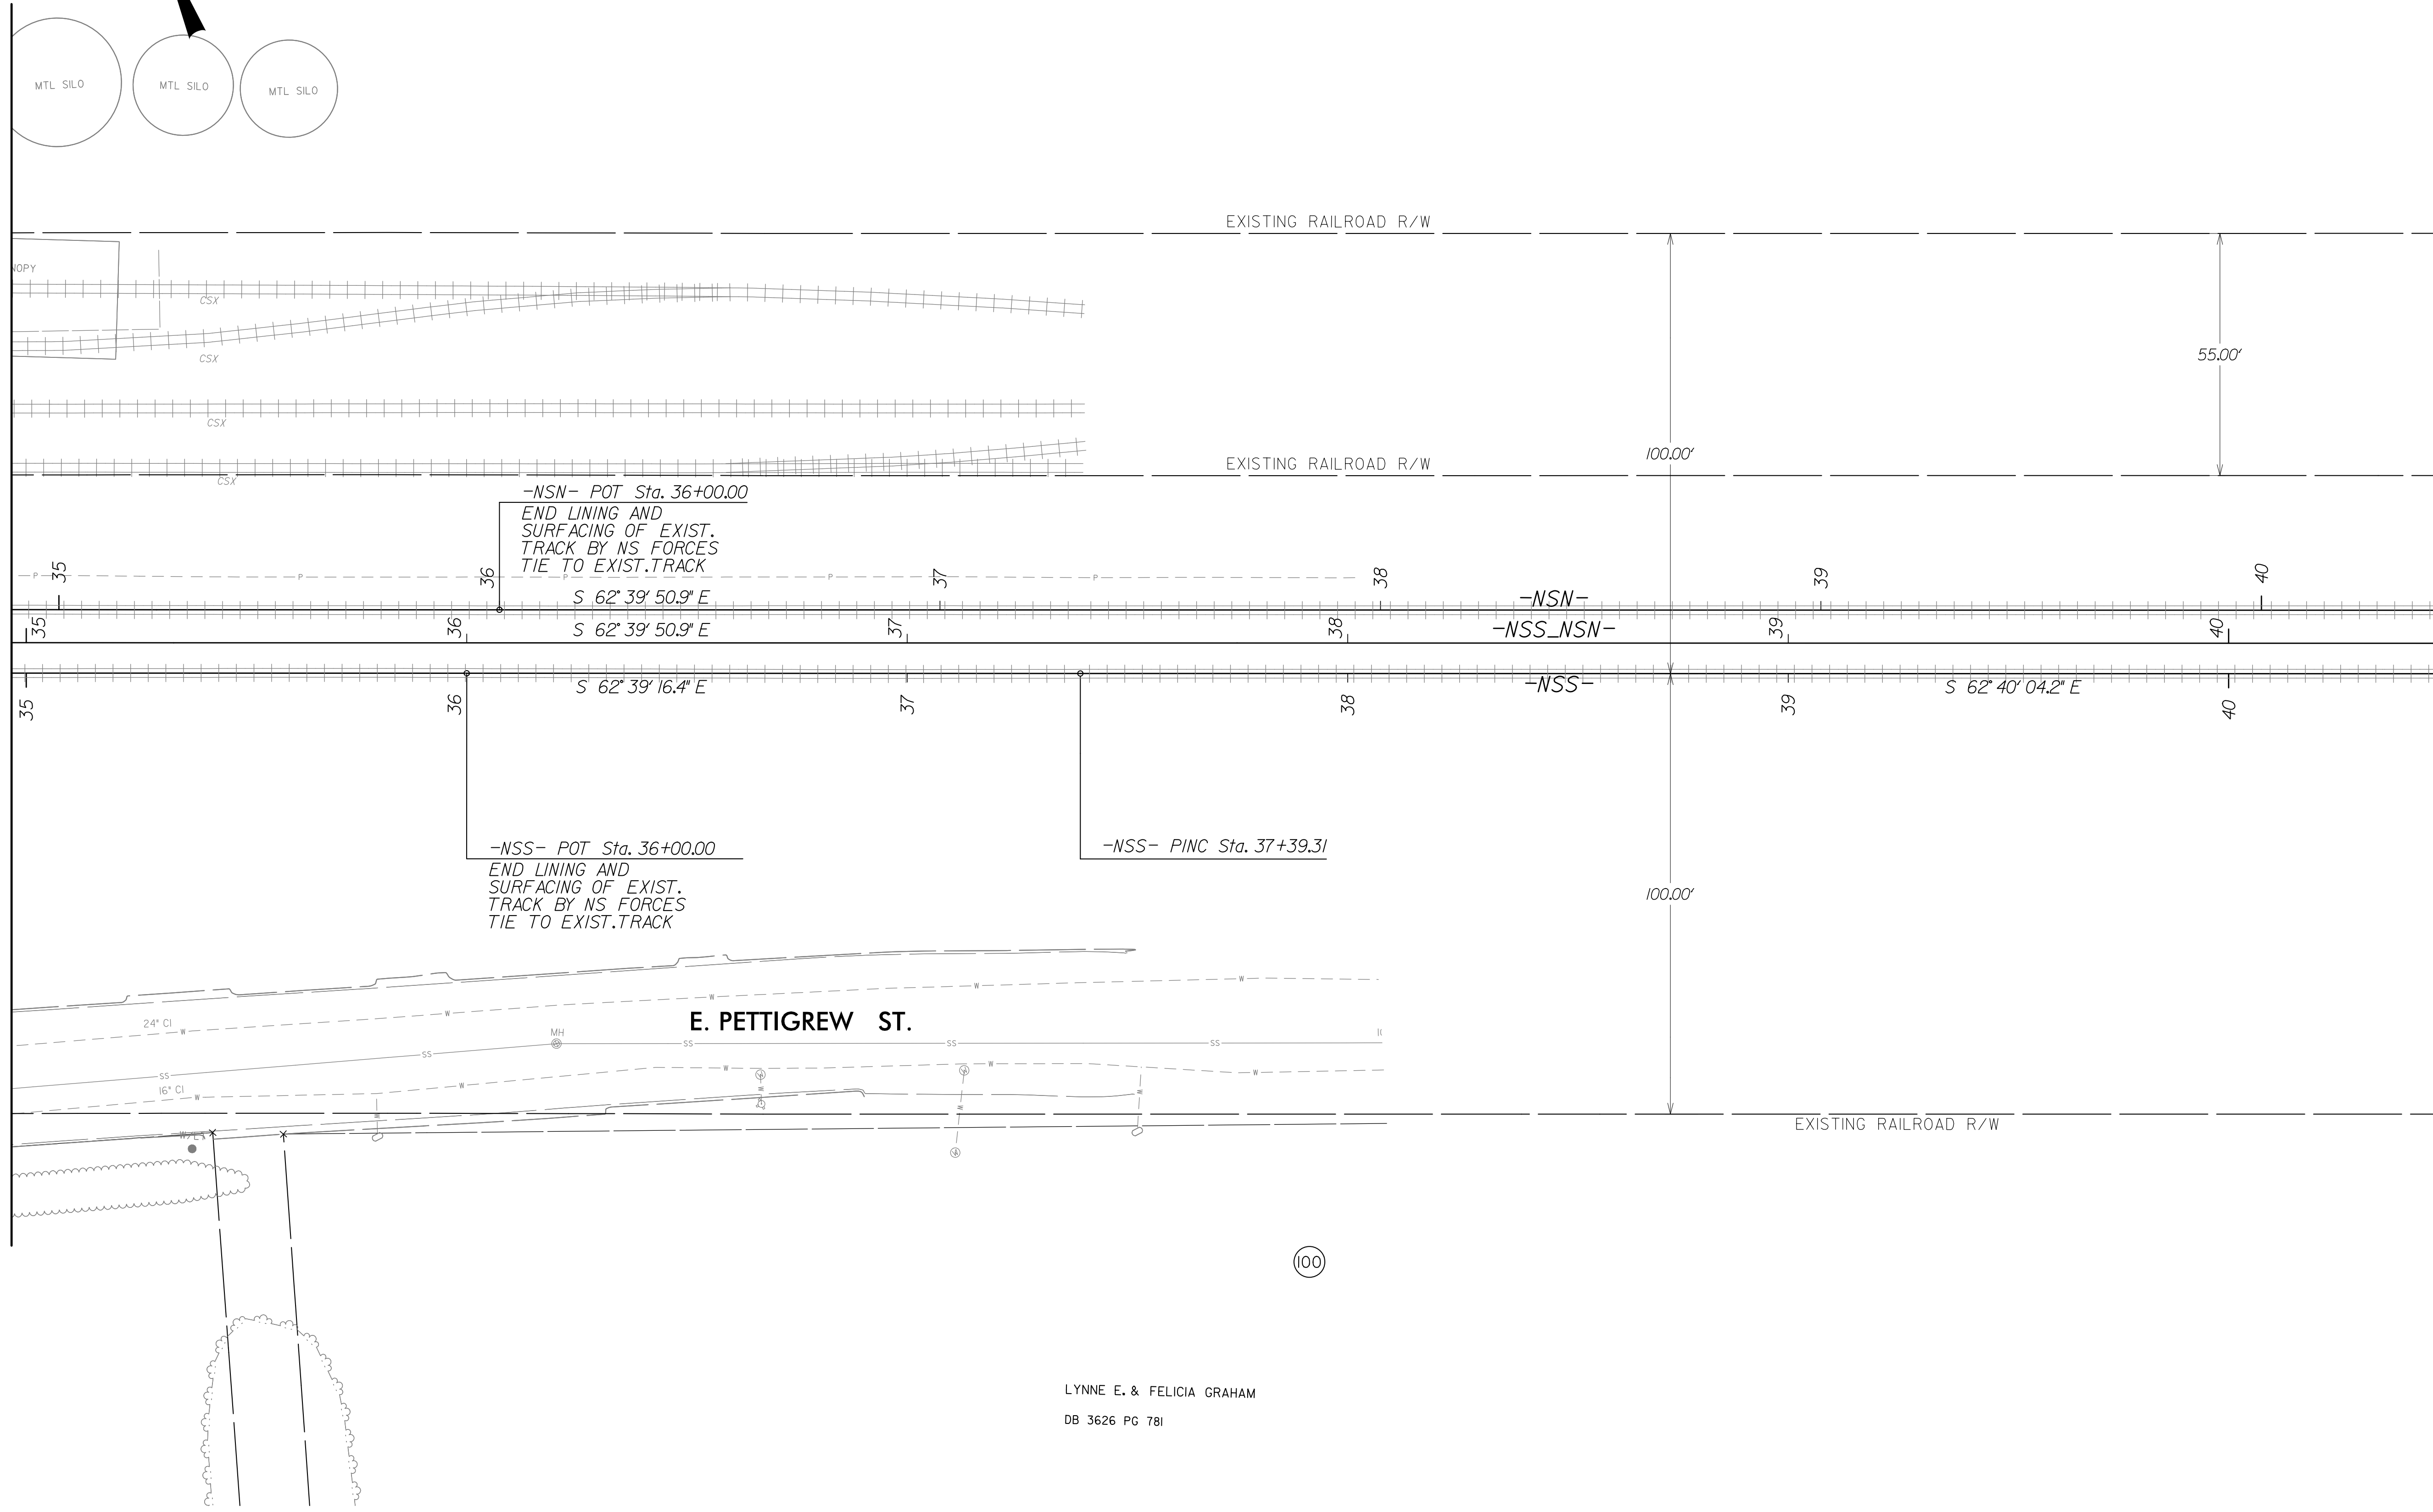 MTL SILO
MTL SILO
MTL SILO
EXISTING RAILROAD R/W
NOPY
CSX
CSX
55.00'
CSX
100.00'
EXISTING RAILROAD R/W
CSX
-NSN- POT Sta. 36+00.00
END LINING AND
SURFACING OF EXIST.
TRACK BY NS FORCES
TIE TO EXIST.TRACK
P P P P P
35 36 37 38 39 40
S 62° 39' 50.9" E
-NSN-
S 62° 39' 50.9" E
-NSS_NSN-
35 36 37 38 39 40
S 62° 39' 16.4" E
-NSS-
S 62° 40' 04.2" E
35 36 37 38 39 40
-NSS- POT Sta. 36+00.00
END LINING AND
SURFACING OF EXIST.
TRACK BY NS FORCES
TIE TO EXIST.TRACK
-NSS- PINC Sta. 37+39.31
100.00'
W W W W W
24" CI
E. PETTIGREW ST.
MH
SS SS SS SS SS
16" CI
W W W W W
W W W W
EXISTING RAILROAD R/W
100
LYNNE E. & FELICIA GRAHAM
DB 3626 PG 781